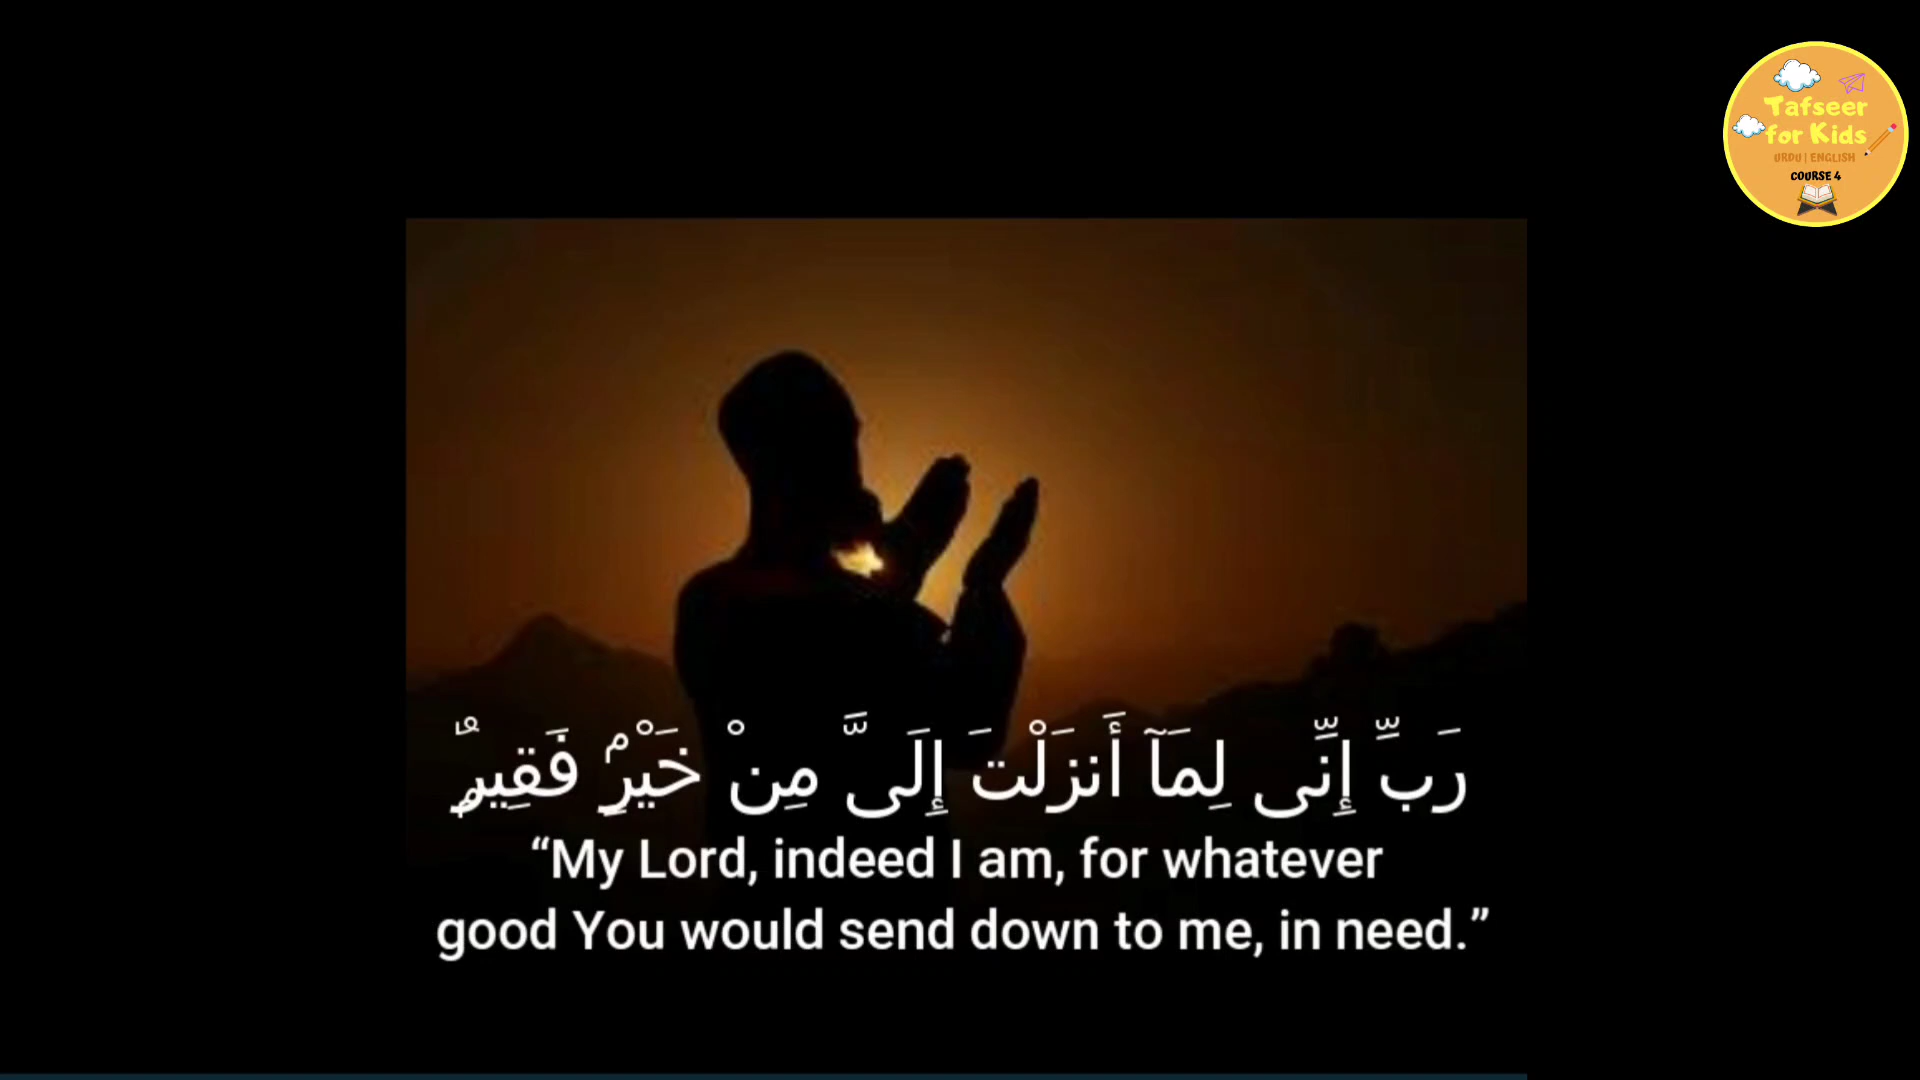 Tafseer
for Kids
URDU | ENGLISH
COURSE 4
رَبِّ إِنِّى لِمَآ أَنزَلْتَ إِلَىَّ مِنْ خَيْرٍۢ فَقِيرٌۭ
“My Lord, indeed I am, for whatever
good You would send down to me, in need.”